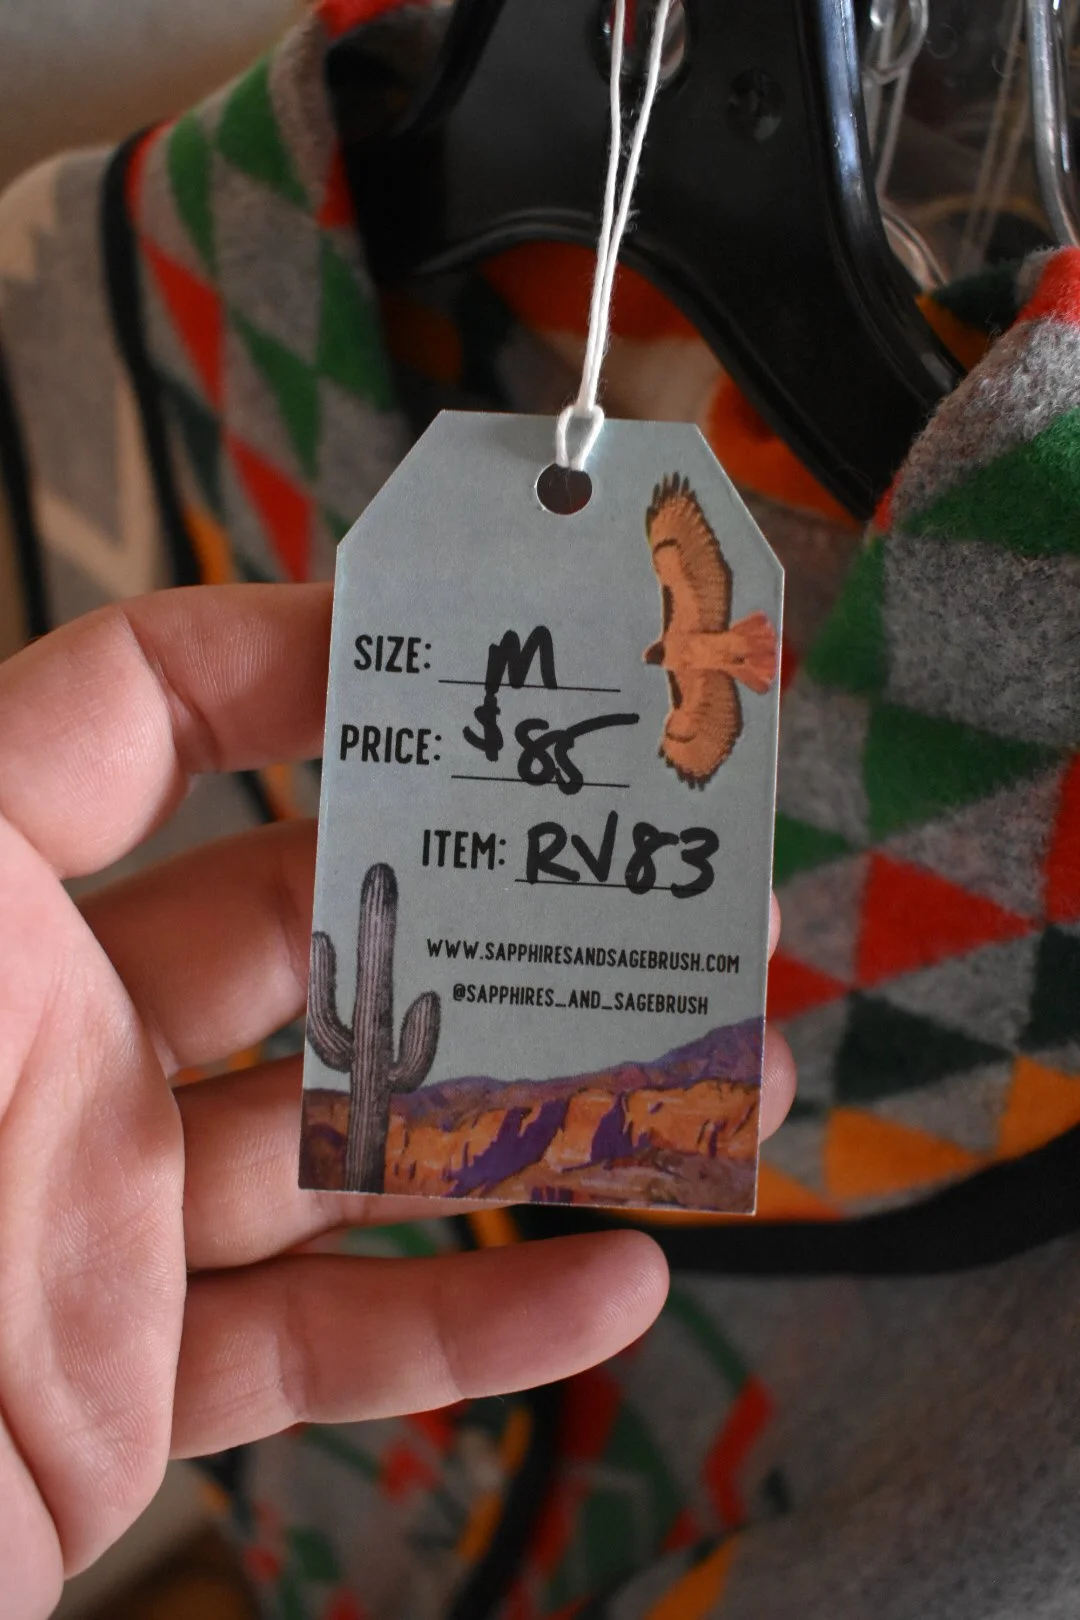 SIZE: M
PRICE: $85
ITEM: RV83
WWW.SAPPHIRESANDSAGEBRUSH.COM
@SAPPHIRES_AND_SAGEBRUSH